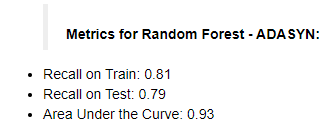 Metrics for Random Forest - ADASYN:
Recall on Train: 0.81
Recall on Test: 0.79
Area Under the Curve: 0.93